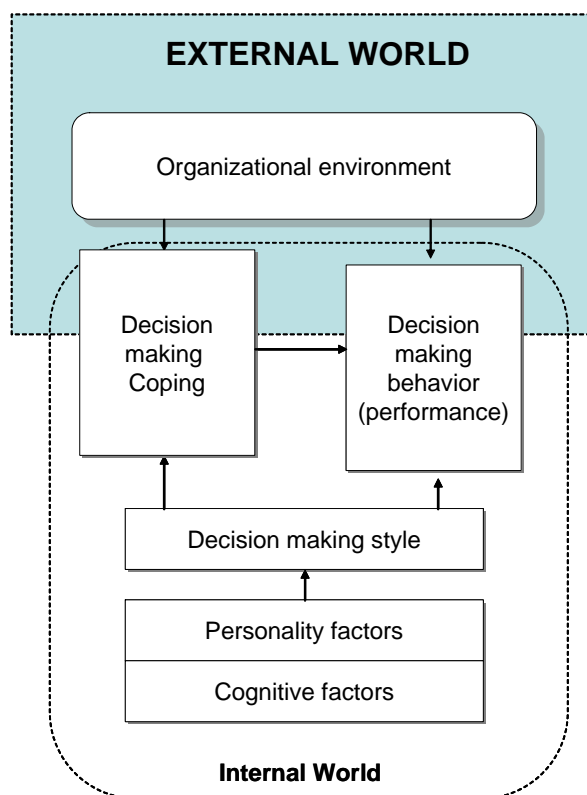 EXTERNAL WORLD
Organizational environment
Decision
making
Coping
Decision
making
behavior
(performance)
Decision making style
Personality factors
Cognitive factors
Internal World